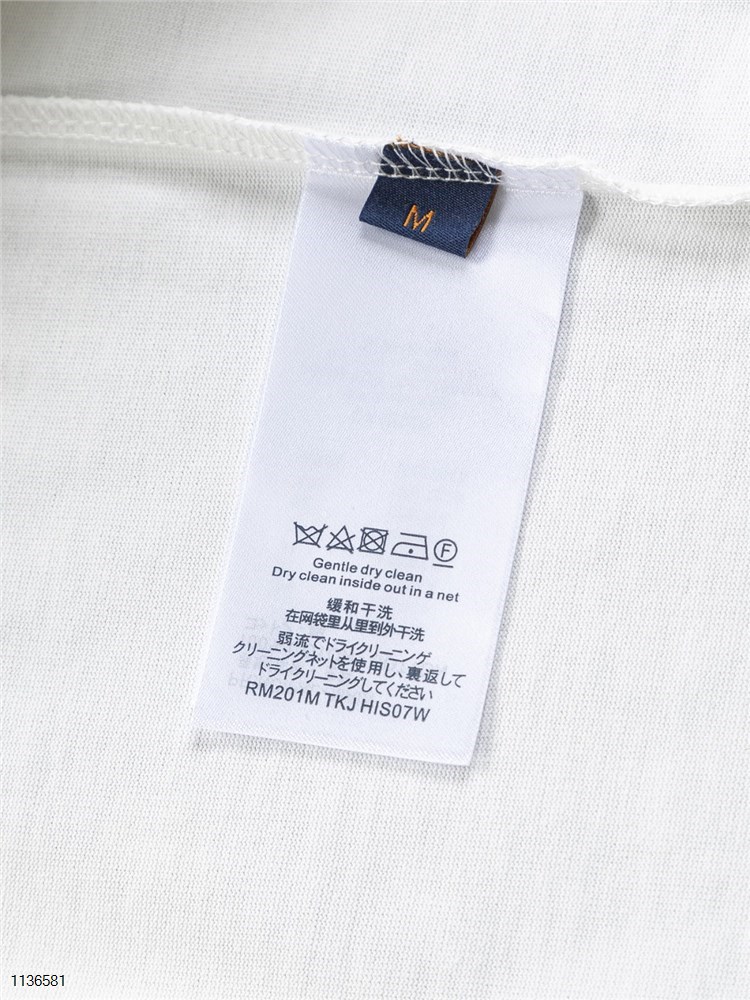 M
F
Gentle dry clean
Dry clean inside out in a net
缓和干洗
在网袋里从里到外干洗
弱流でドライクリーニンゲ
クリーニングネットを使用し、裏返して
ドライクリーニングしてください
RM201M TKJ HIS07W
1136581